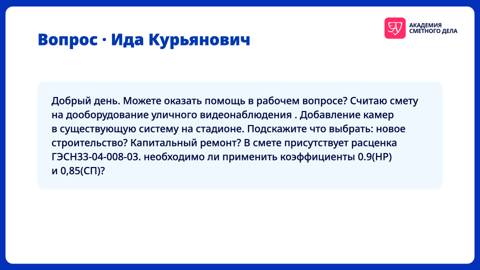 Вопрос · Ида Курьянович
АКАДЕМИЯ
СМЕТНОГО ДЕЛА
Добрый день. Можете оказать помощь в рабочем вопросе? Считаю смету
на дооборудование уличного видеонаблюдения . Добавление камер
в существующую систему на стадионе. Подскажите что выбрать: новое
строительство? Капитальный ремонт? В смете присутствует расценка
ГЭСН33-04-008-03. необходимо ли применить коэффициенты 0.9(НР)
и 0,85(СП)?